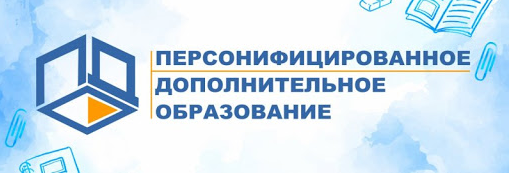 ПЕРСОНИФИЦИРОВАННОЕ
ДОПОЛНИТЕЛЬНОЕ
ОБРАЗОВАНИЕ